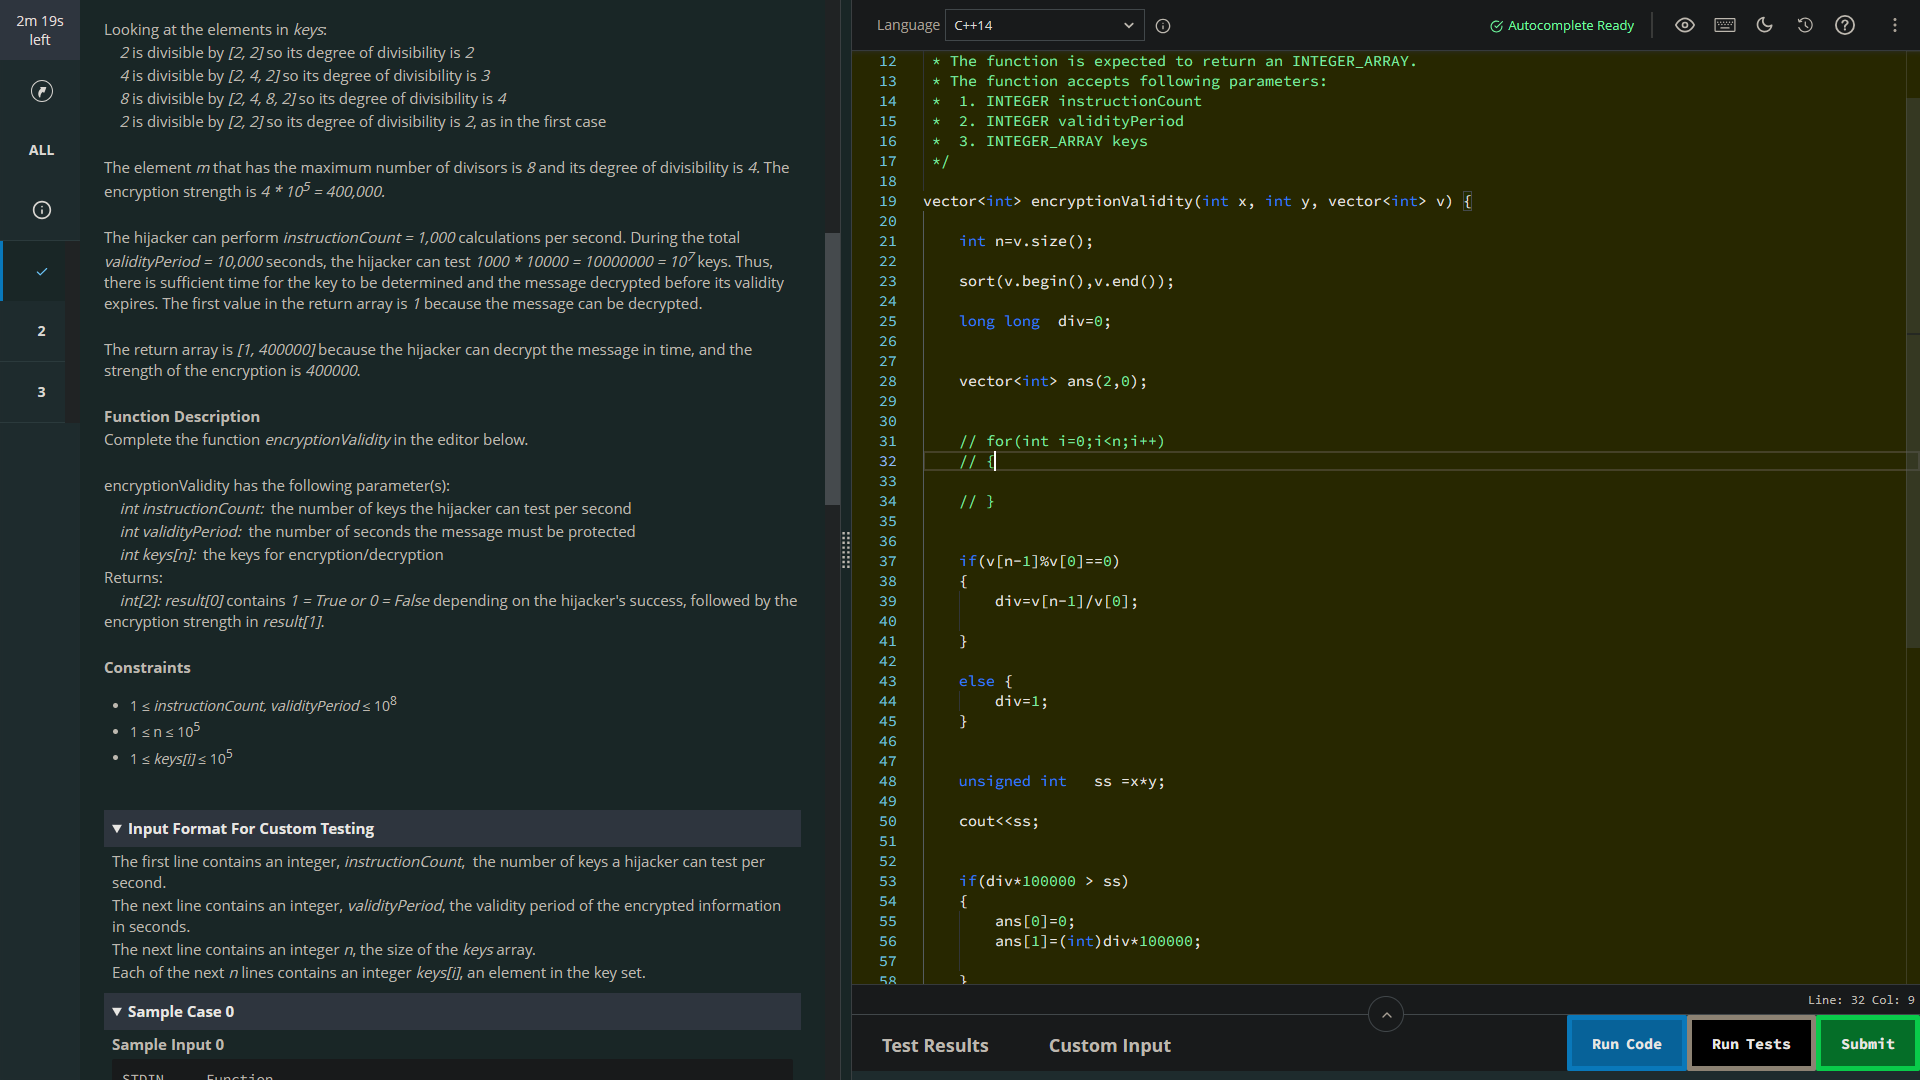 2m 19s
left
ALL
2
3
Looking at the elements in keys:
2 is divisible by [2, 2] so its degree of divisibility is 2
4 is divisible by [2, 4, 2] so its degree of divisibility is 3
8 is divisible by [2, 4, 8, 2] so its degree of divisibility is 4
2 is divisible by [2, 2] so its degree of divisibility is 2, as in the first case
The element m that has the maximum number of divisors is 8 and its degree of divisibility is 4. The
encryption strength is 4 * 10^5 = 400,000.
The hijacker can perform instructionCount = 1,000 calculations per second. During the total
validityPeriod = 10,000 seconds, the hijacker can test 1000 * 10000 = 10000000 = 10^7 keys. Thus,
there is sufficient time for the key to be determined and the message decrypted before its validity
expires. The first value in the return array is 1 because the message can be decrypted.
The return array is [1, 400000] because the hijacker can decrypt the message in time, and the
strength of the encryption is 400000.
Function Description
Complete the function encryptionValidity in the editor below.
encryptionValidity has the following parameter(s):
int instructionCount: the number of keys the hijacker can test per second
int validityPeriod: the number of seconds the message must be protected
int keys[n]: the keys for encryption/decryption
Returns:
int[2]: result[0] contains 1 = True or 0 = False depending on the hijacker's success, followed by the
encryption strength in result[1].
Constraints
• 1 ≤ instructionCount, validityPeriod ≤ 10^8
• 1 ≤ n ≤ 10^5
• 1 ≤ keys[i] ≤ 10^5
▼ Input Format For Custom Testing
The first line contains an integer, instructionCount, the number of keys a hijacker can test per
second.
The next line contains an integer, validityPeriod, the validity period of the encrypted information
in seconds.
The next line contains an integer n, the size of the keys array.
Each of the next n lines contains an integer keys[i], an element in the key set.
▼ Sample Case 0
Sample Input 0
STDIN Function
Language C++14 Autocomplete Ready
12 * The function is expected to return an INTEGER_ARRAY.
13 * The function accepts following parameters:
14 * 1. INTEGER instructionCount
15 * 2. INTEGER validityPeriod
16 * 3. INTEGER_ARRAY keys
17 */
18
19 vector<int> encryptionValidity(int x, int y, vector<int> v) {
20
21 int n=v.size();
22
23 sort(v.begin(),v.end());
24
25 long long div=0;
26
27
28 vector<int> ans(2,0);
29
30
31 // for(int i=0;i<n;i++)
32 // {
33
34 // }
35
36
37 if(v[n-1]%v[0]==0)
38 {
39 div=v[n-1]/v[0];
40
41 }
42
43 else {
44 div=1;
45 }
46
47
48 unsigned int ss =x*y;
49
50 cout<<ss;
51
52
53 if(div*100000 > ss)
54 {
55 ans[0]=0;
56 ans[1]=(int)div*100000;
57
58 }
Line: 32 Col: 9
Test Results Custom Input
Run Code Run Tests Submit